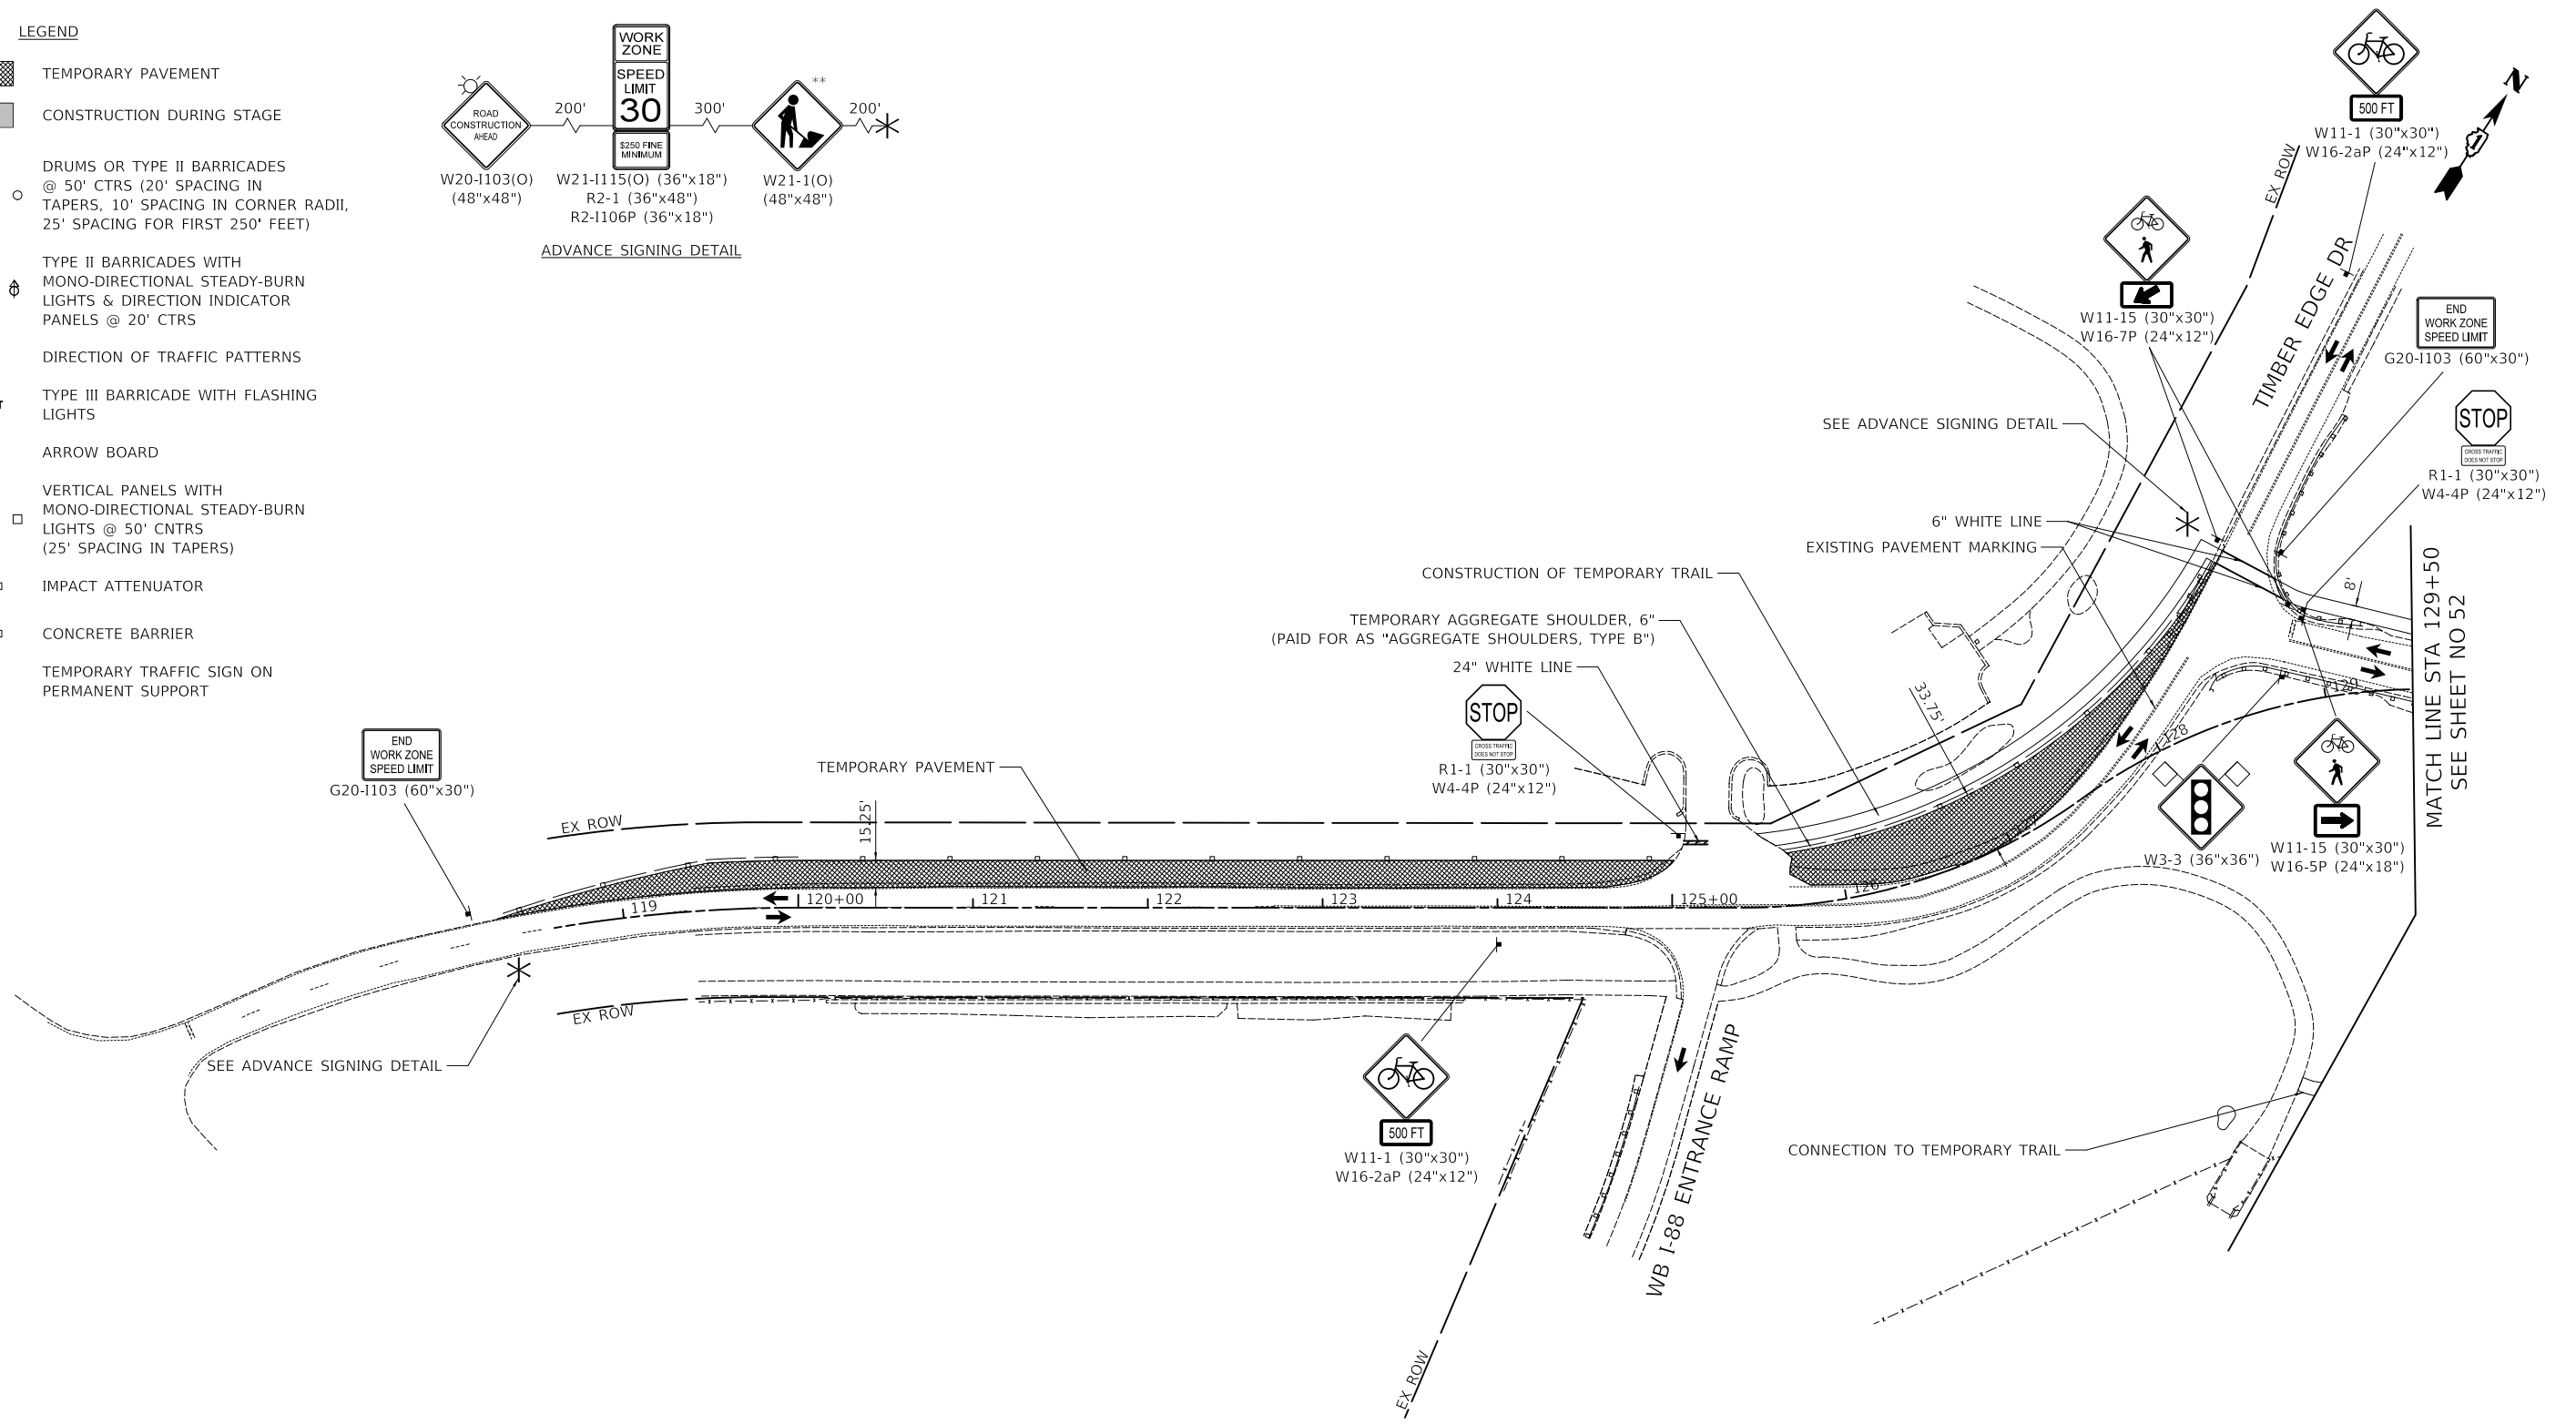 LEGEND
TEMPORARY PAVEMENT
CONSTRUCTION DURING STAGE
DRUMS OR TYPE II BARRICADES
@ 50' CTRS (20' SPACING IN
TAPERS, 10' SPACING IN CORNER RADII,
25' SPACING FOR FIRST 250' FEET)
TYPE II BARRICADES WITH
MONO-DIRECTIONAL STEADY-BURN
LIGHTS & DIRECTION INDICATOR
PANELS @ 20' CTRS
DIRECTION OF TRAFFIC PATTERNS
TYPE III BARRICADE WITH FLASHING
LIGHTS
ARROW BOARD
VERTICAL PANELS WITH
MONO-DIRECTIONAL STEADY-BURN
LIGHTS @ 50' CNTRS
(25' SPACING IN TAPERS)
IMPACT ATTENUATOR
CONCRETE BARRIER
TEMPORARY TRAFFIC SIGN ON
PERMANENT SUPPORT
ROAD
CONSTRUCTION
AHEAD
W20-I103(O)
(48"x48")
200'
WORK
ZONE
SPEED
LIMIT
30
$250 FINE
MINIMUM
W21-I115(O) (36"x18")
R2-1 (36"x48")
R2-I106P (36"x18")
300'
**
W21-1(O)
(48"x48")
200'
ADVANCE SIGNING DETAIL
500 FT
W11-1 (30"x30")
W16-2aP (24"x12")
N
EX ROW
TIMBER EDGE DR
W11-15 (30"x30")
W16-7P (24"x12")
END
WORK ZONE
SPEED LIMIT
G20-I103 (60"x30")
STOP
CROSS TRAFFIC
DOES NOT STOP
R1-1 (30"x30")
W4-4P (24"x12")
SEE ADVANCE SIGNING DETAIL
6" WHITE LINE
EXISTING PAVEMENT MARKING
CONSTRUCTION OF TEMPORARY TRAIL
TEMPORARY AGGREGATE SHOULDER, 6"
(PAID FOR AS "AGGREGATE SHOULDERS, TYPE B")
24" WHITE LINE
STOP
CROSS TRAFFIC
DOES NOT STOP
R1-1 (30"x30")
W4-4P (24"x12")
8'
33.75'
MATCH LINE STA 129+50
SEE SHEET NO 52
END
WORK ZONE
SPEED LIMIT
G20-I103 (60"x30")
TEMPORARY PAVEMENT
EX ROW
15.25'
119
120+00
121
122
123
124
125+00
126
127
128
129
W3-3 (36"x36")
W11-15 (30"x30")
W16-5P (24"x18")
EX ROW
SEE ADVANCE SIGNING DETAIL
500 FT
W11-1 (30"x30")
W16-2aP (24"x12")
WB I-88 ENTRANCE RAMP
CONNECTION TO TEMPORARY TRAIL
EX ROW